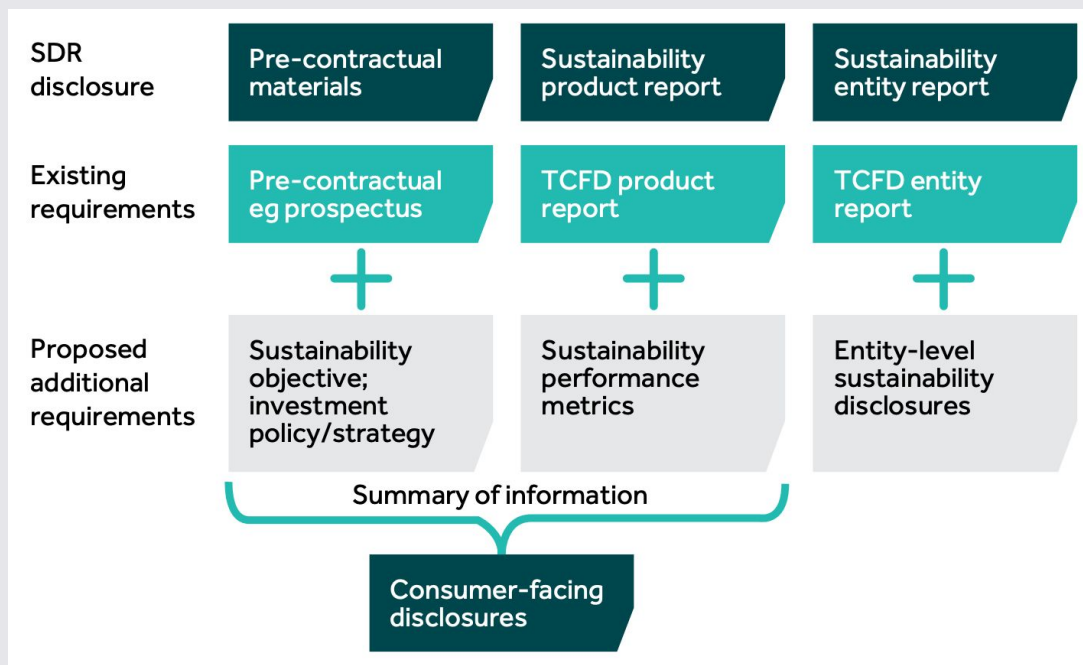 SDR
disclosure
Pre-contractual
materials
Sustainability
product report
Sustainability
entity report
Existing
requirements
Pre-contractual
eg prospectus
TCFD product
report
TCFD entity
report
Proposed
additional
requirements
Sustainability
objective;
investment
policy/strategy
Sustainability
performance
metrics
Entity-level
sustainability
disclosures
Summary of information
Consumer-facing
disclosures